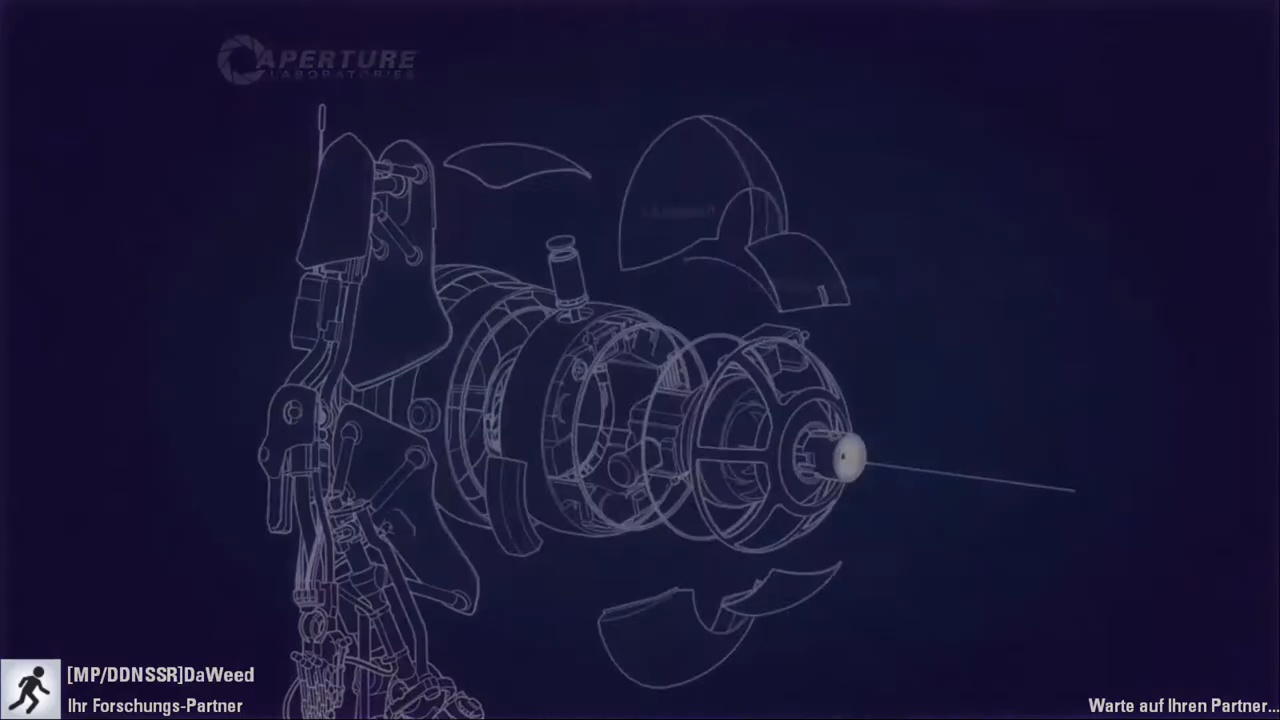 APERTURE
LABORATORIES
[MP/DDNSSR]DaWeed
Ihr Forschungs-Partner
Warte auf Ihren Partner...